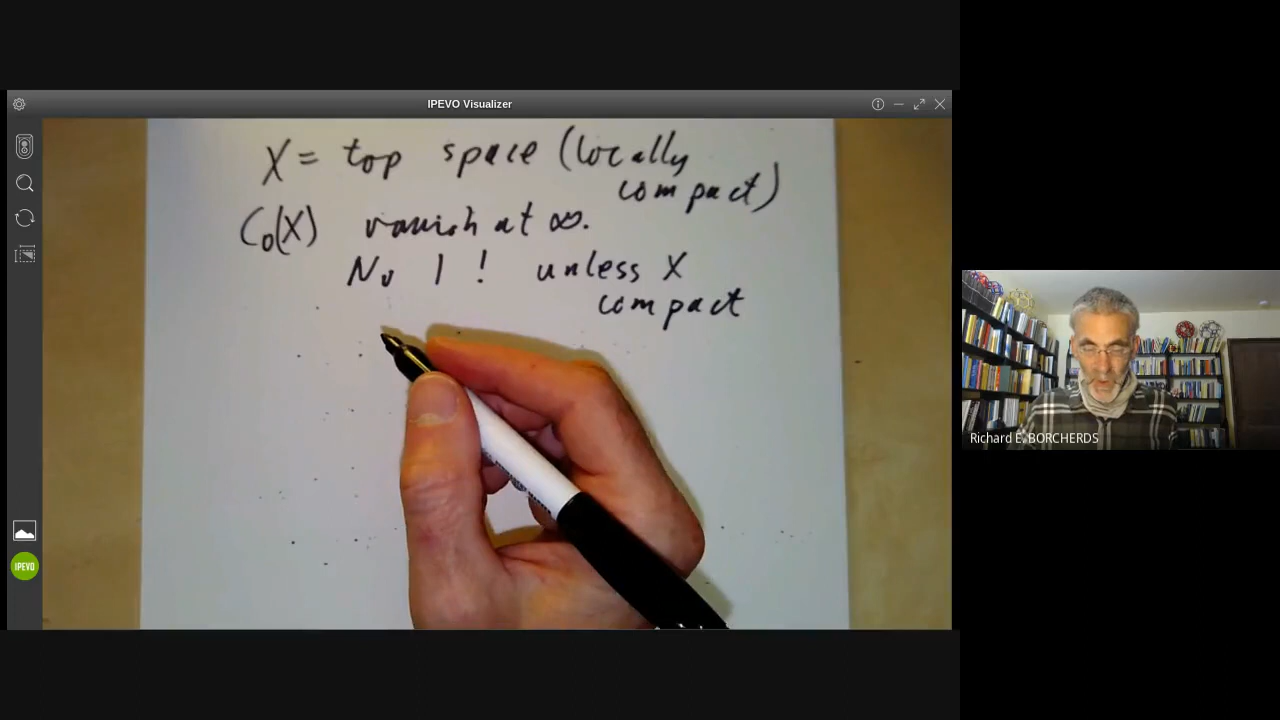 IPEVO Visualizer
X = top space (locally
compact)
C₀(X) vanish at ∞.
No 1 ! unless X
compact
IPEVO
Richard E. BORCHERDS